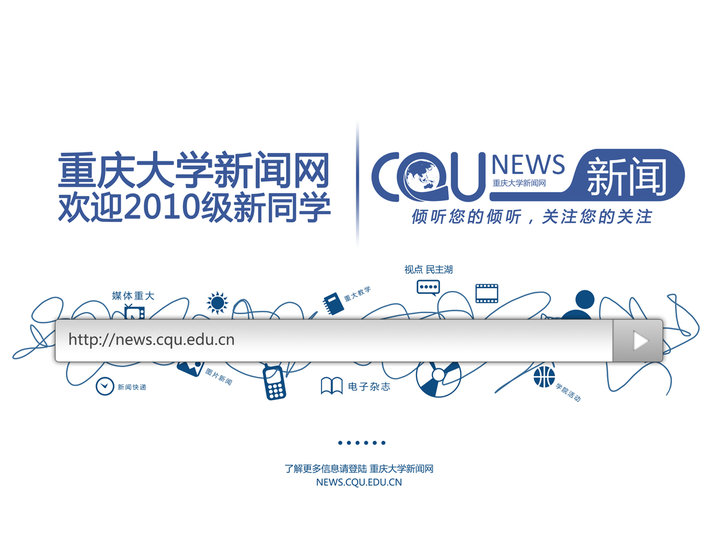 重庆大学新闻网
欢迎2010级新同学
CQU NEWS
重庆大学新闻网
新闻
倾听您的倾听，关注您的关注
视点 民主湖
媒体重大
重大教学
http://news.cqu.edu.cn
新闻快递
图片新闻
电子杂志
学院活动
了解更多信息请登陆 重庆大学新闻网
NEWS.CQU.EDU.CN